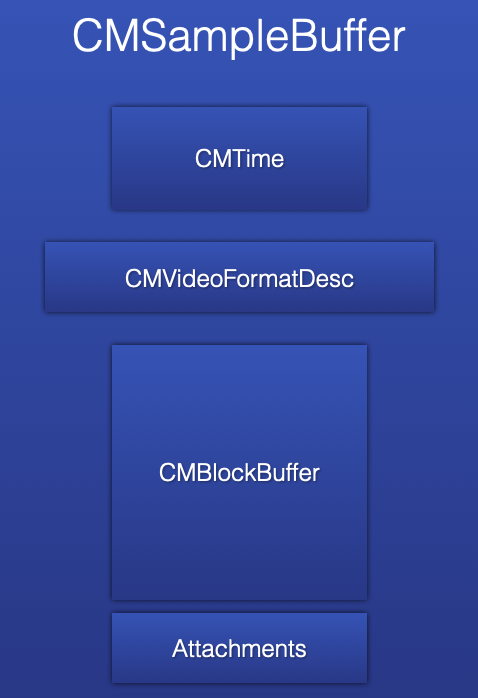 CMSampleBuffer
CMTime
CMVideoFormatDesc
CMBlockBuffer
Attachments